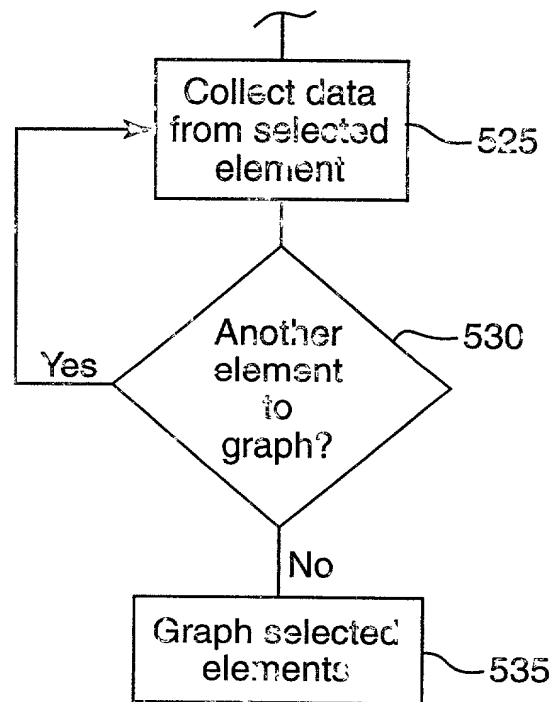 Collect data
from selected
element
525
Another
element
to
graph?
530
Yes
No
Graph selected
elements
535